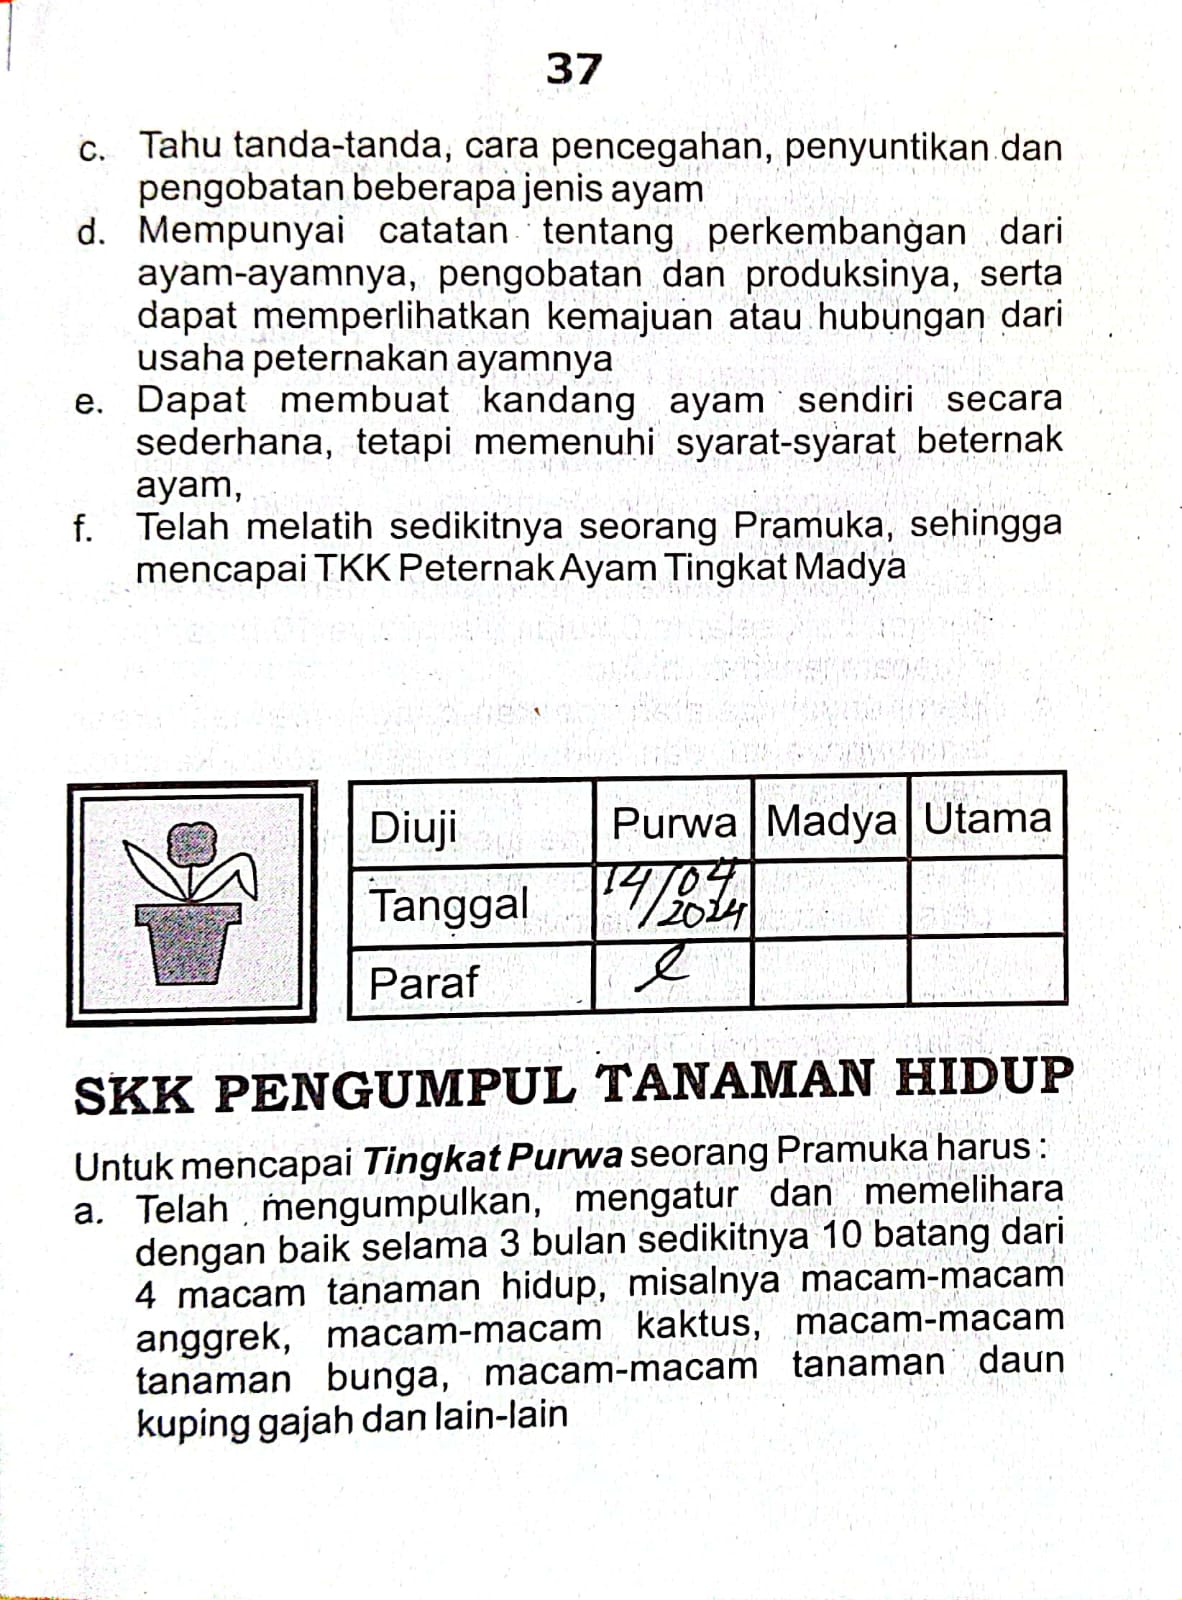 37
c. Tahu tanda-tanda, cara pencegahan, penyuntikan dan
pengobatan beberapa jenis ayam
d. Mempunyai catatan tentang perkembangan dari
ayam-ayamnya, pengobatan dan produksinya, serta
dapat memperlihatkan kemajuan atau hubungan dari
usaha peternakan ayamnya
e. Dapat membuat kandang ayam sendiri secara
sederhana, tetapi memenuhi syarat-syarat beternak
ayam,
f. Telah melatih sedikitnya seorang Pramuka, sehingga
mencapai TKK Peternak Ayam Tingkat Madya
Diuji Purwa Madya Utama
Tanggal 14/04
2024
Paraf
SKK PENGUMPUL TANAMAN HIDUP
Untuk mencapai Tingkat Purwa seorang Pramuka harus :
a. Telah mengumpulkan, mengatur dan memelihara
dengan baik selama 3 bulan sedikitnya 10 batang dari
4 macam tanaman hidup, misalnya macam-macam
anggrek, macam-macam kaktus, macam-macam
tanaman bunga, macam-macam tanaman daun
kuping gajah dan lain-lain